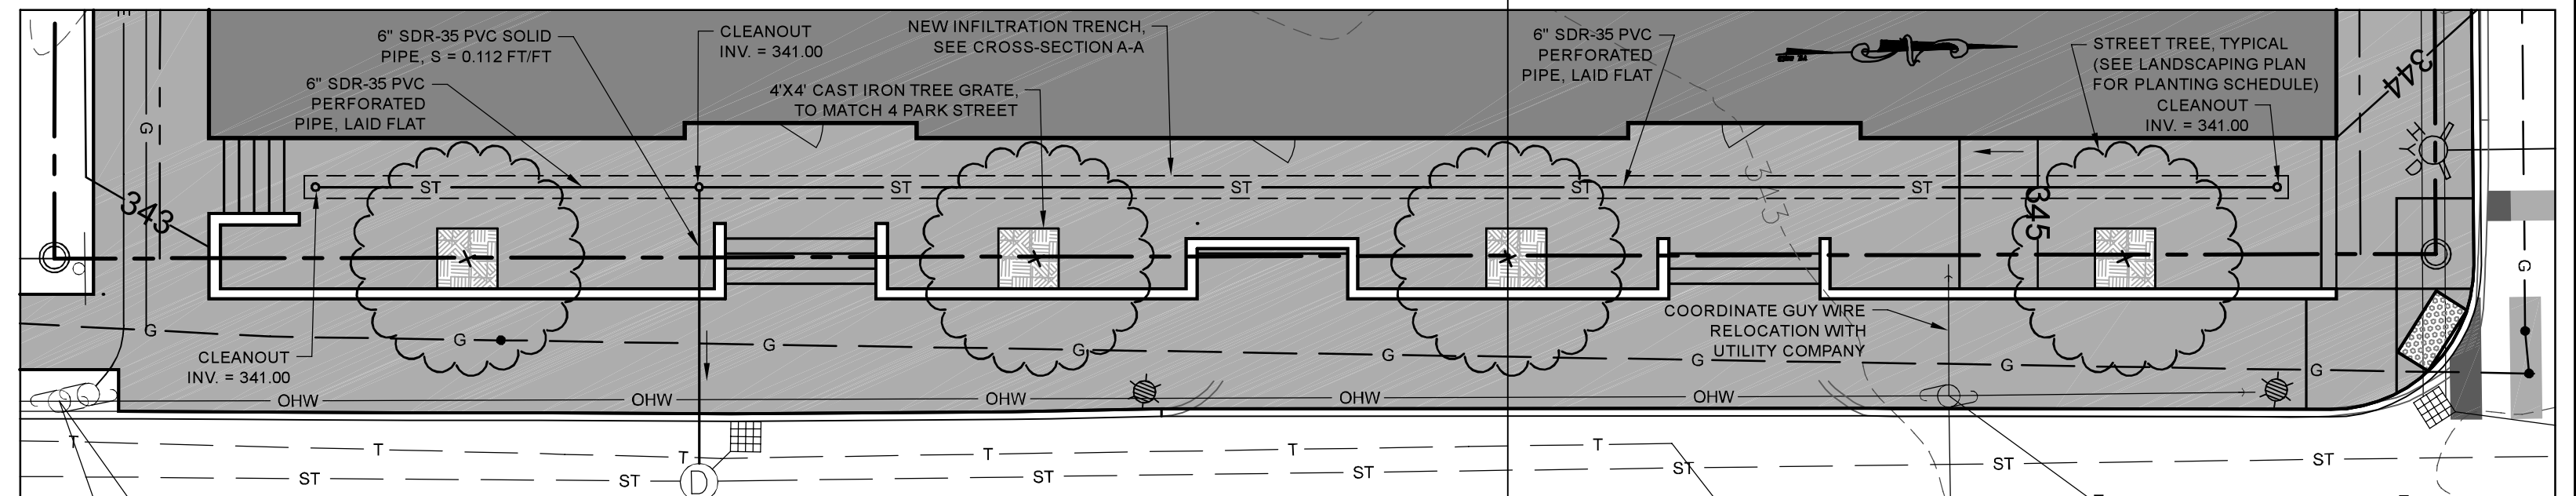 6" SDR-35 PVC SOLID
PIPE, S = 0.112 FT/FT
CLEANOUT
INV. = 341.00
NEW INFILTRATION TRENCH,
SEE CROSS-SECTION A-A
6" SDR-35 PVC
PERFORATED
PIPE, LAID FLAT
STREET TREE, TYPICAL
(SEE LANDSCAPING PLAN
FOR PLANTING SCHEDULE)
CLEANOUT
INV. = 341.00
344
6" SDR-35 PVC
PERFORATED
PIPE, LAID FLAT
4'X4' CAST IRON TREE GRATE,
TO MATCH 4 PARK STREET
E
G
HYD
ST
ST
ST
ST
ST
343
343
345
G
G
G
G
G
G
G
G
G
COORDINATE GUY WIRE
RELOCATION WITH
UTILITY COMPANY
CLEANOUT
INV. = 341.00
OHW
OHW
OHW
OHW
OHW
T
T
T
T
T
T
ST
ST
D
ST
ST
ST
ST
ST